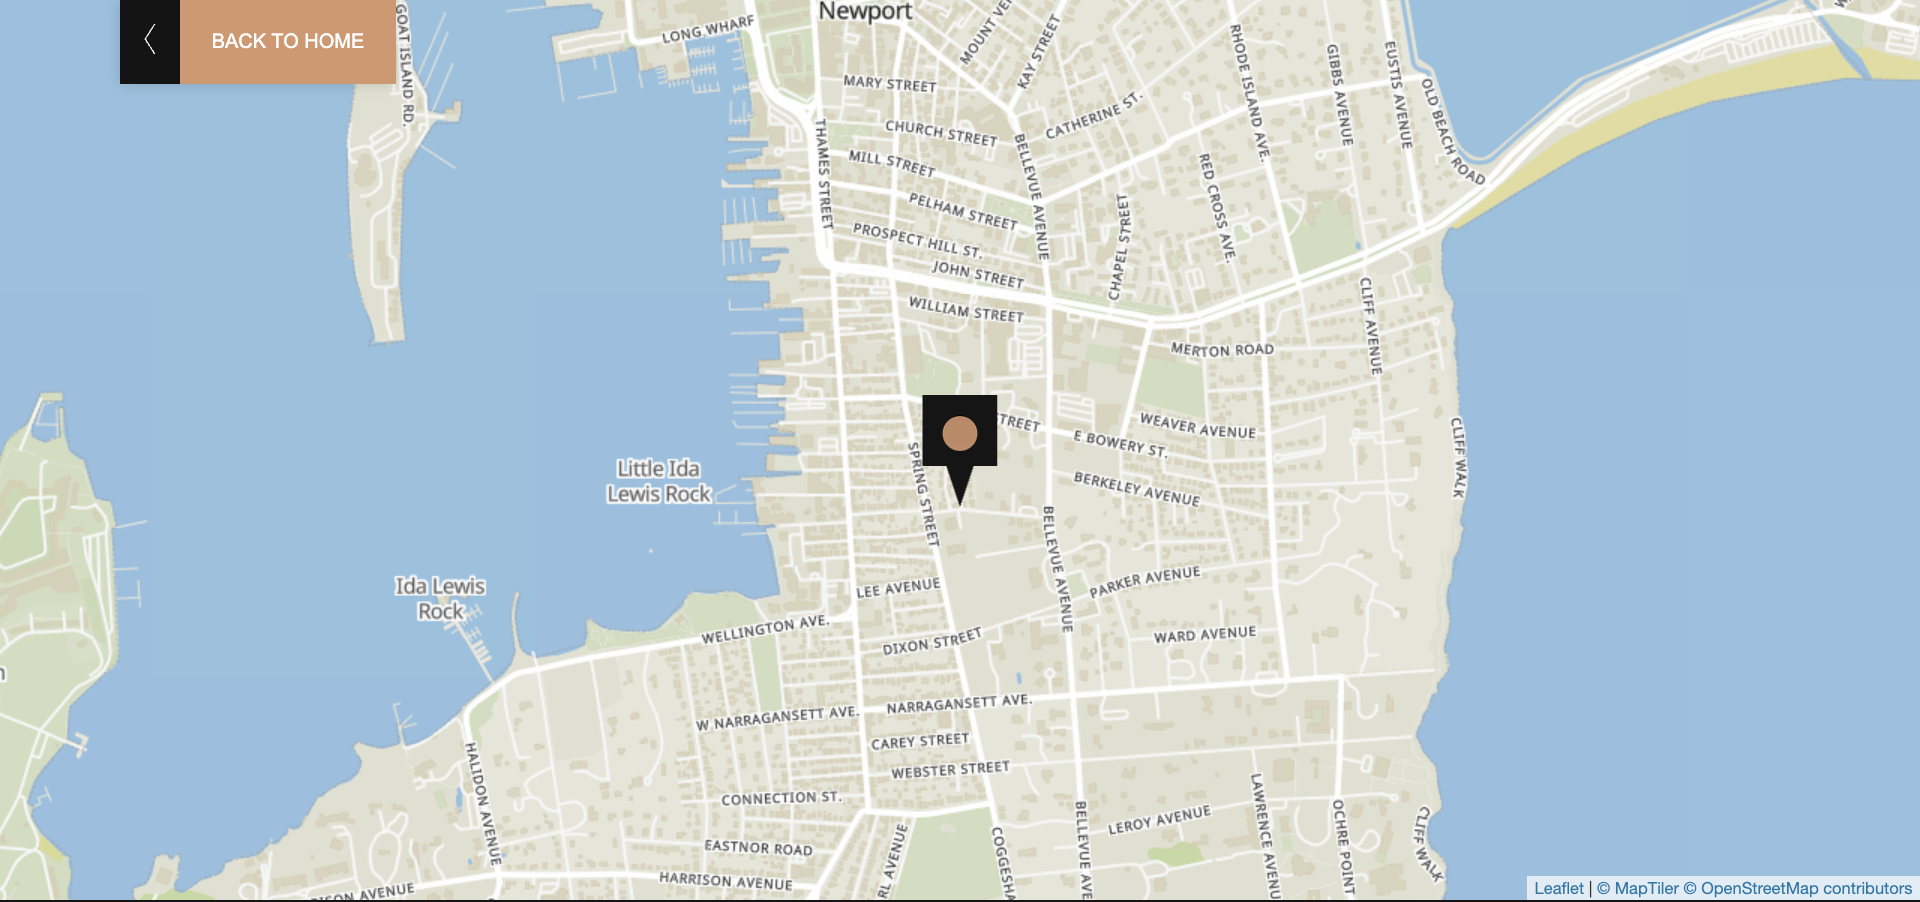 BACK TO HOME
GOAT ISLAND RD.
LONG WHARF
Newport
MOUNT
KAY STREET
RHODE ISLAND AVE.
GIBBS AVENUE
EUSTIS AVENUE
OLD BEACH ROAD
MARY STREET
CATHERINE ST.
CHURCH STREET
THAMES STREET
MILL STREET
BELLEVUE AVENUE
RED CROSS AVE.
PELHAM STREET
CHAPEL STREET
PROSPECT HILL ST.
JOHN STREET
WILLIAM STREET
CLIFF AVENUE
MERTON ROAD
STREET
WEAVER AVENUE
E BOWERY ST.
CLIFF WALK
SPRING STREET
Little Ida
Lewis Rock
BERKELEY AVENUE
BELLEVUE AVENUE
Ida Lewis
Rock
LEE AVENUE
PARKER AVENUE
WELLINGTON AVE.
DIXON STREET
WARD AVENUE
W NARRAGANSETT AVE.
NARRAGANSETT AVE.
CAREY STREET
HALIDON AVENUE
WEBSTER STREET
CONNECTION ST.
LAWRENCE AVENU
OCHRE POINT
CLIFF WALK
LEROY AVENUE
BELLEVUE AVE
COGGESHA
RL AVENUE
EASTNOR ROAD
HARRISON AVENUE
ISON AVENUE
Leaflet | © MapTiler © OpenStreetMap contributors